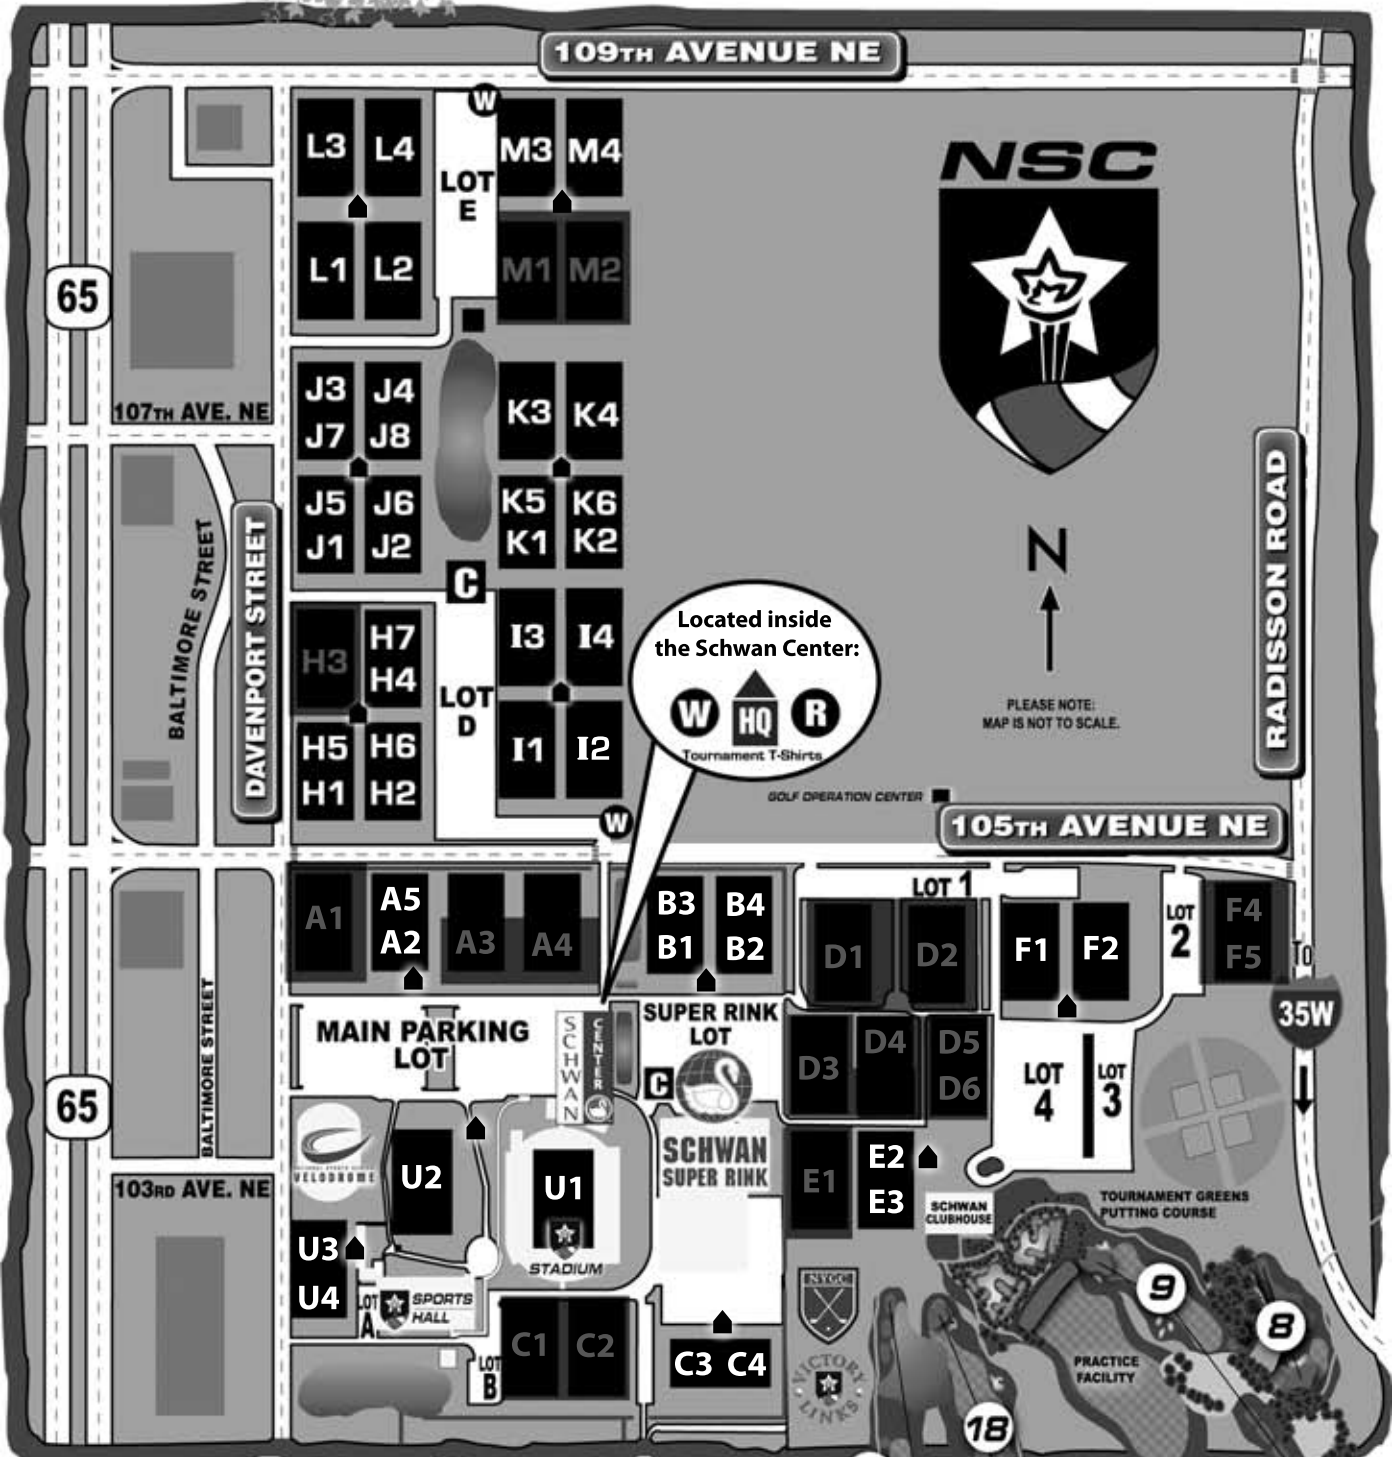 109TH AVENUE NE
W
L3 L4
M3 M4
LOT
E
NSC
L1 L2
M1 M2
65
J3 J4
K3 K4
107TH AVE. NE
J7 J8
J5 J6
K5 K6
J1 J2
K1 K2
BALTIMORE STREET
DAVENPORT STREET
RADISSON ROAD
N
C
I3 I4
Located inside
the Schwan Center:
H3
H7
H4
LOT
D
W HQ R
Tournament T-Shirts
PLEASE NOTE:
MAP IS NOT TO SCALE.
H5 H6
I1 I2
H1 H2
GOLF OPERATION CENTER
W
105TH AVENUE NE
LOT 1
A1
A5
A2
A3
A4
B3 B4
B1 B2
D1
D2
F1 F2
LOT
2
F4
F5
TO
35W
BALTIMORE STREET
MAIN PARKING
LOT
SCHWAN
CENTER
SUPER RINK
LOT
C
D3
D4
D5
D6
LOT
4
LOT
3
65
VELODROME
U2
U1
SCHWAN
SUPER RINK
E1
E2
E3
103RD AVE. NE
SCHWAN
CLUBHOUSE
TOURNAMENT GREENS
PUTTING COURSE
U3
U4
STADIUM
LOT
A
SPORTS
HALL
NYGC
9
8
C1 C2
C3 C4
LOT
B
VICTORY
LINKS
PRACTICE
FACILITY
18